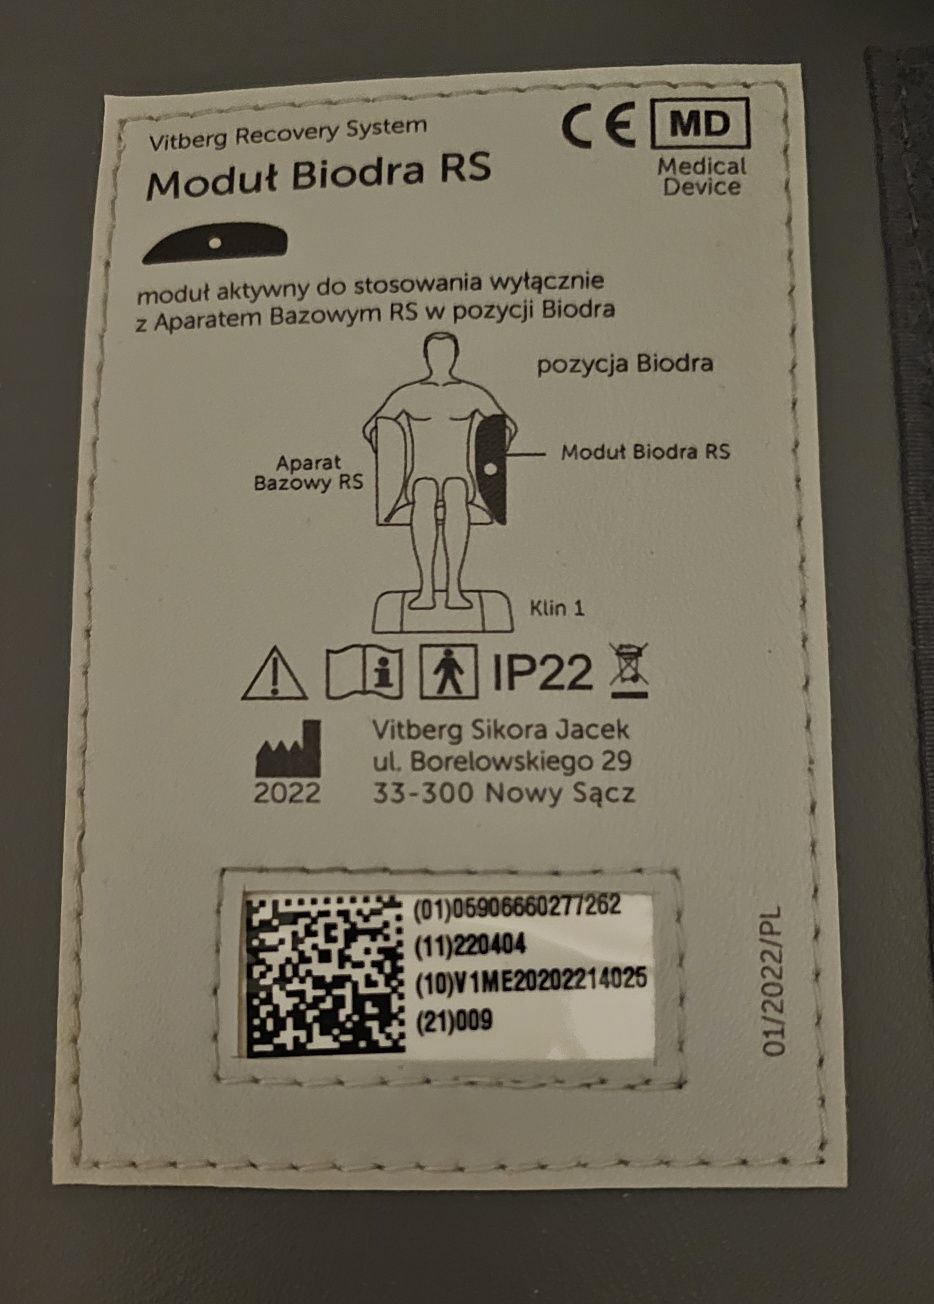 Vitberg Recovery System
Moduł Biodra RS
CE MD
Medical
Device
moduł aktywny do stosowania wyłącznie
z Aparatem Bazowym RS w pozycji Biodra
pozycja Biodra
Moduł Biodra RS
Aparat
Bazowy RS
Klin 1
IP22
2022
Vitberg Sikora Jacek
ul. Borelowskiego 29
33-300 Nowy Sącz
(01)05906660277262
(11)220404
(10)V1ME20202214025
(21)009
01/2022/PL